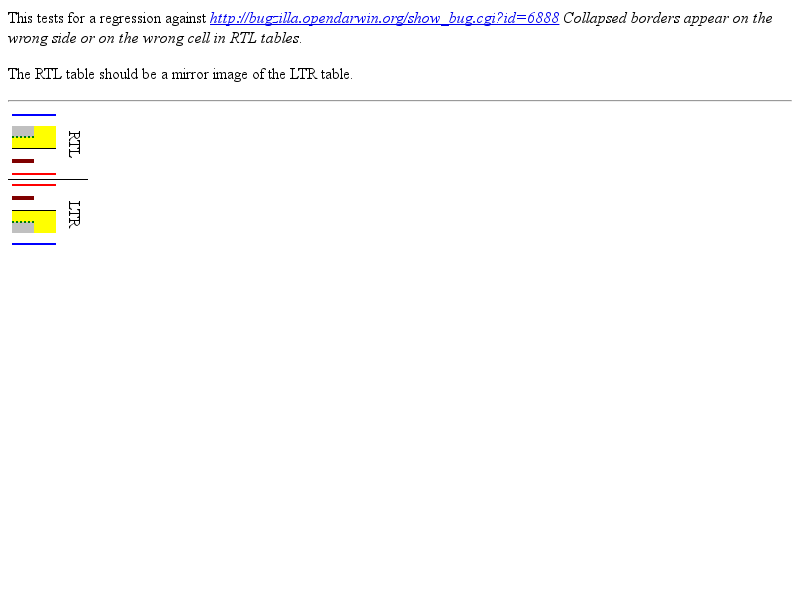 This tests for a regression against http://bugzilla.opendarwin.org/show_bug.cgi?id=6888 Collapsed borders appear on the
wrong side or on the wrong cell in RTL tables.
The RTL table should be a mirror image of the LTR table.
RTL
LTR